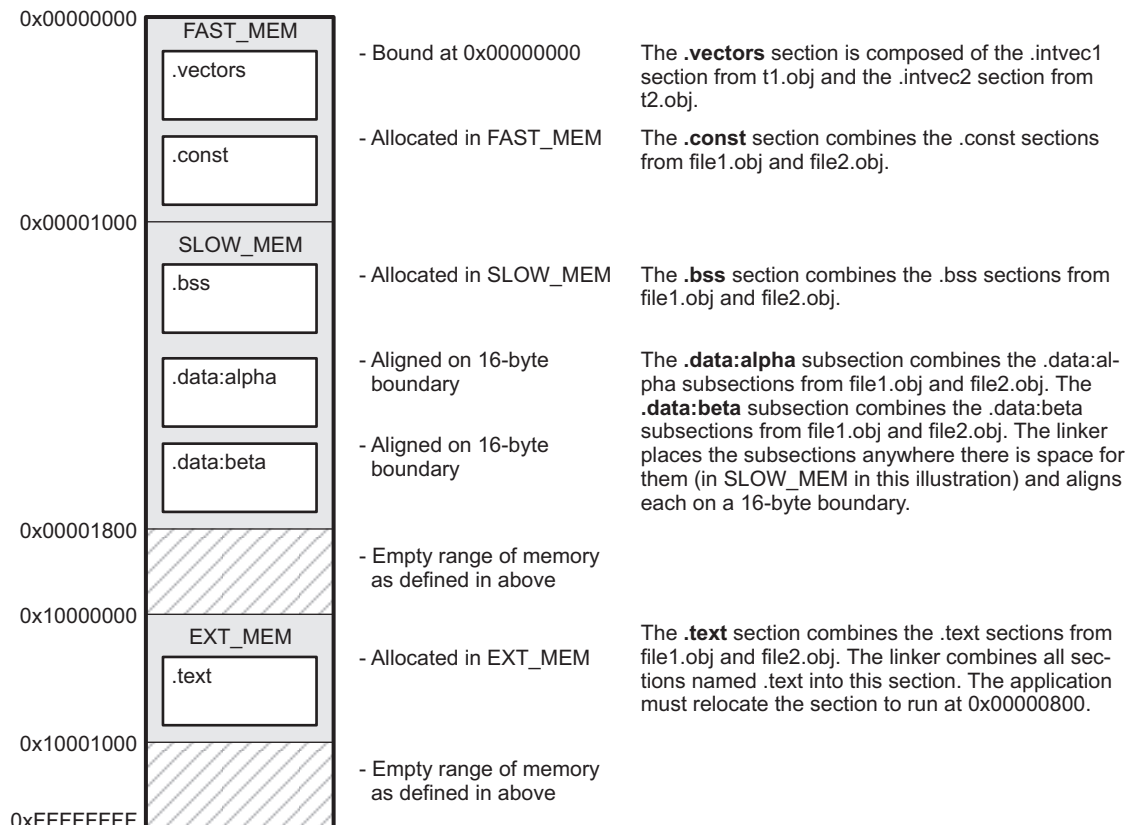 0x00000000
FAST_MEM
.vectors
- Bound at 0x00000000
The .vectors section is composed of the .intvec1
section from t1.obj and the .intvec2 section from
t2.obj.
.const
- Allocated in FAST_MEM
The .const section combines the .const sections
from file1.obj and file2.obj.
0x00001000
SLOW_MEM
.bss
- Allocated in SLOW_MEM
The .bss section combines the .bss sections from
file1.obj and file2.obj.
.data:alpha
- Aligned on 16-byte
boundary
The .data:alpha subsection combines the .data:al-
pha subsections from file1.obj and file2.obj. The
.data:beta subsection combines the .data:beta
subsections from file1.obj and file2.obj. The linker
places the subsections anywhere there is space for
them (in SLOW_MEM in this illustration) and aligns
each on a 16-byte boundary.
.data:beta
- Aligned on 16-byte
boundary
0x00001800
- Empty range of memory
as defined in above
0x10000000
EXT_MEM
.text
- Allocated in EXT_MEM
The .text section combines the .text sections from
file1.obj and file2.obj. The linker combines all sec-
tions named .text into this section. The application
must relocate the section to run at 0x00000800.
0x10001000
- Empty range of memory
as defined in above
0xFFFFFFFF